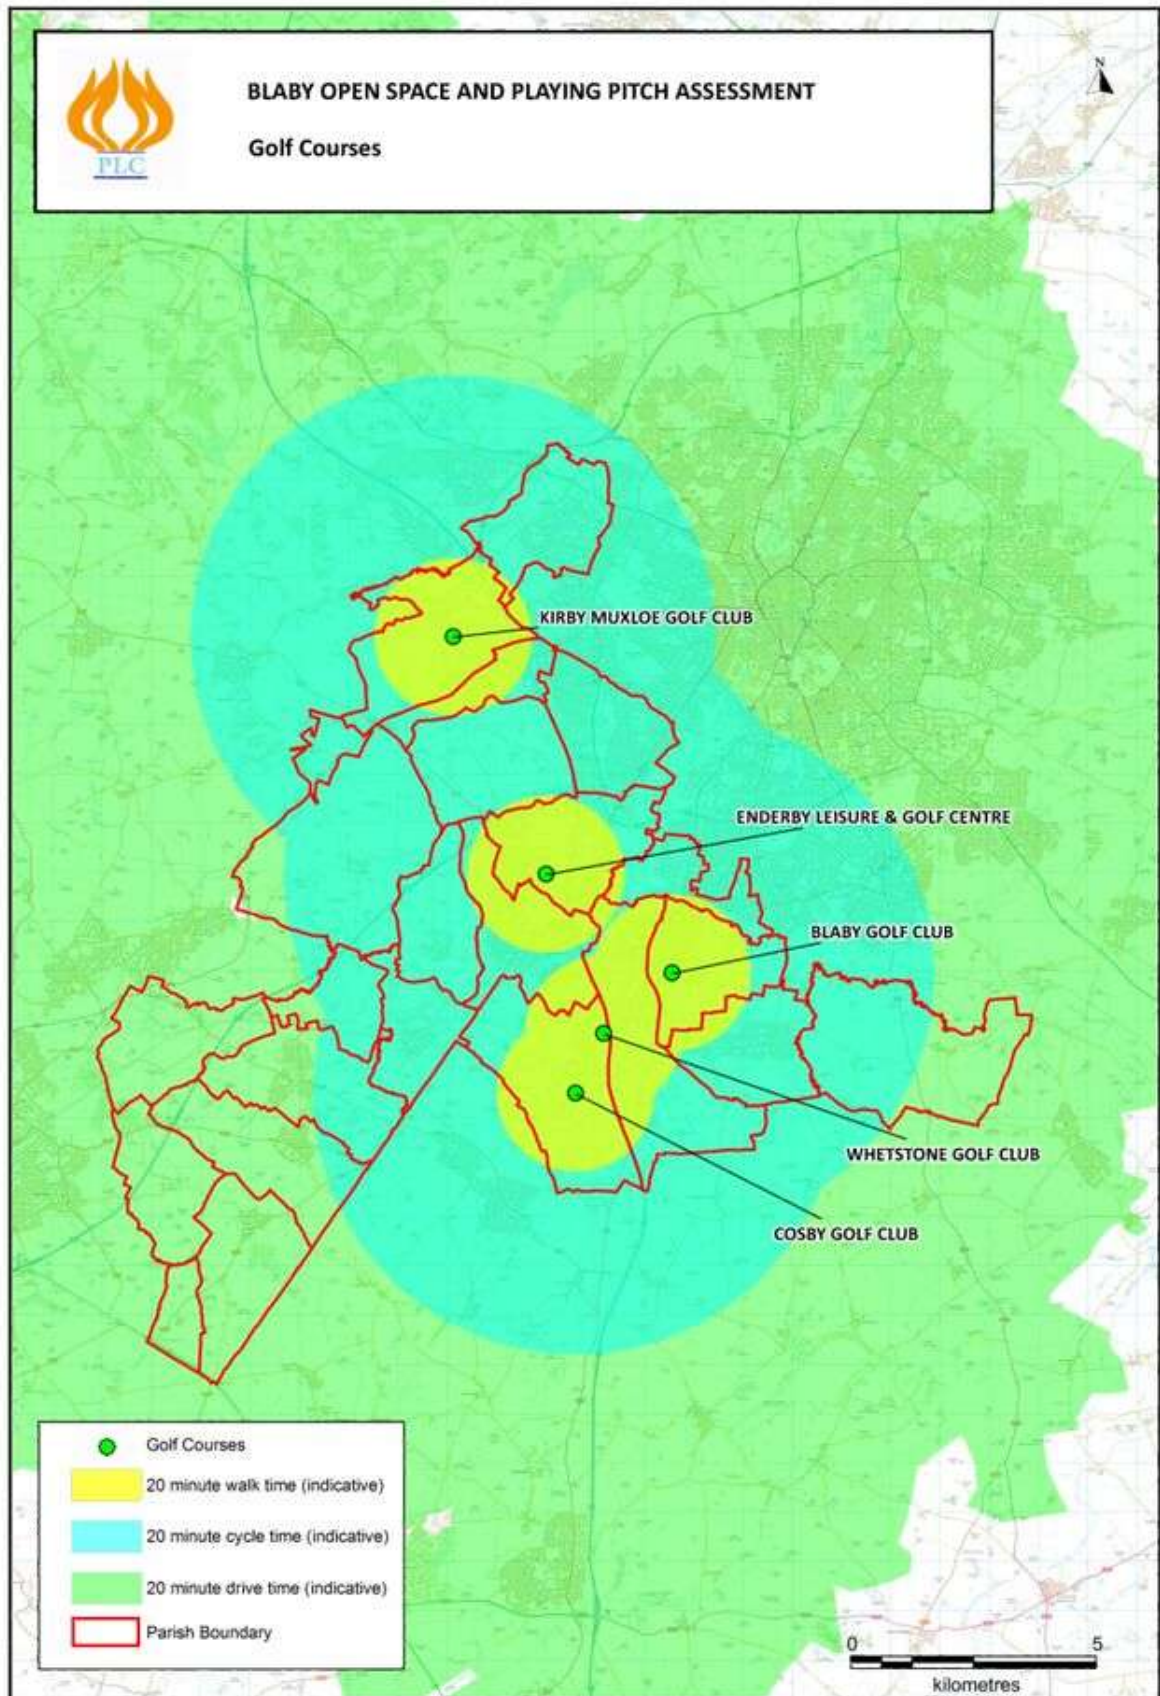 BLABY OPEN SPACE AND PLAYING PITCH ASSESSMENT
Golf Courses
PLC
N
KIRBY MUXLOE GOLF CLUB
ENDERBY LEISURE & GOLF CENTRE
BLABY GOLF CLUB
WHETSTONE GOLF CLUB
COSBY GOLF CLUB
Golf Courses
20 minute walk time (indicative)
20 minute cycle time (indicative)
20 minute drive time (indicative)
Parish Boundary
0 5
kilometres